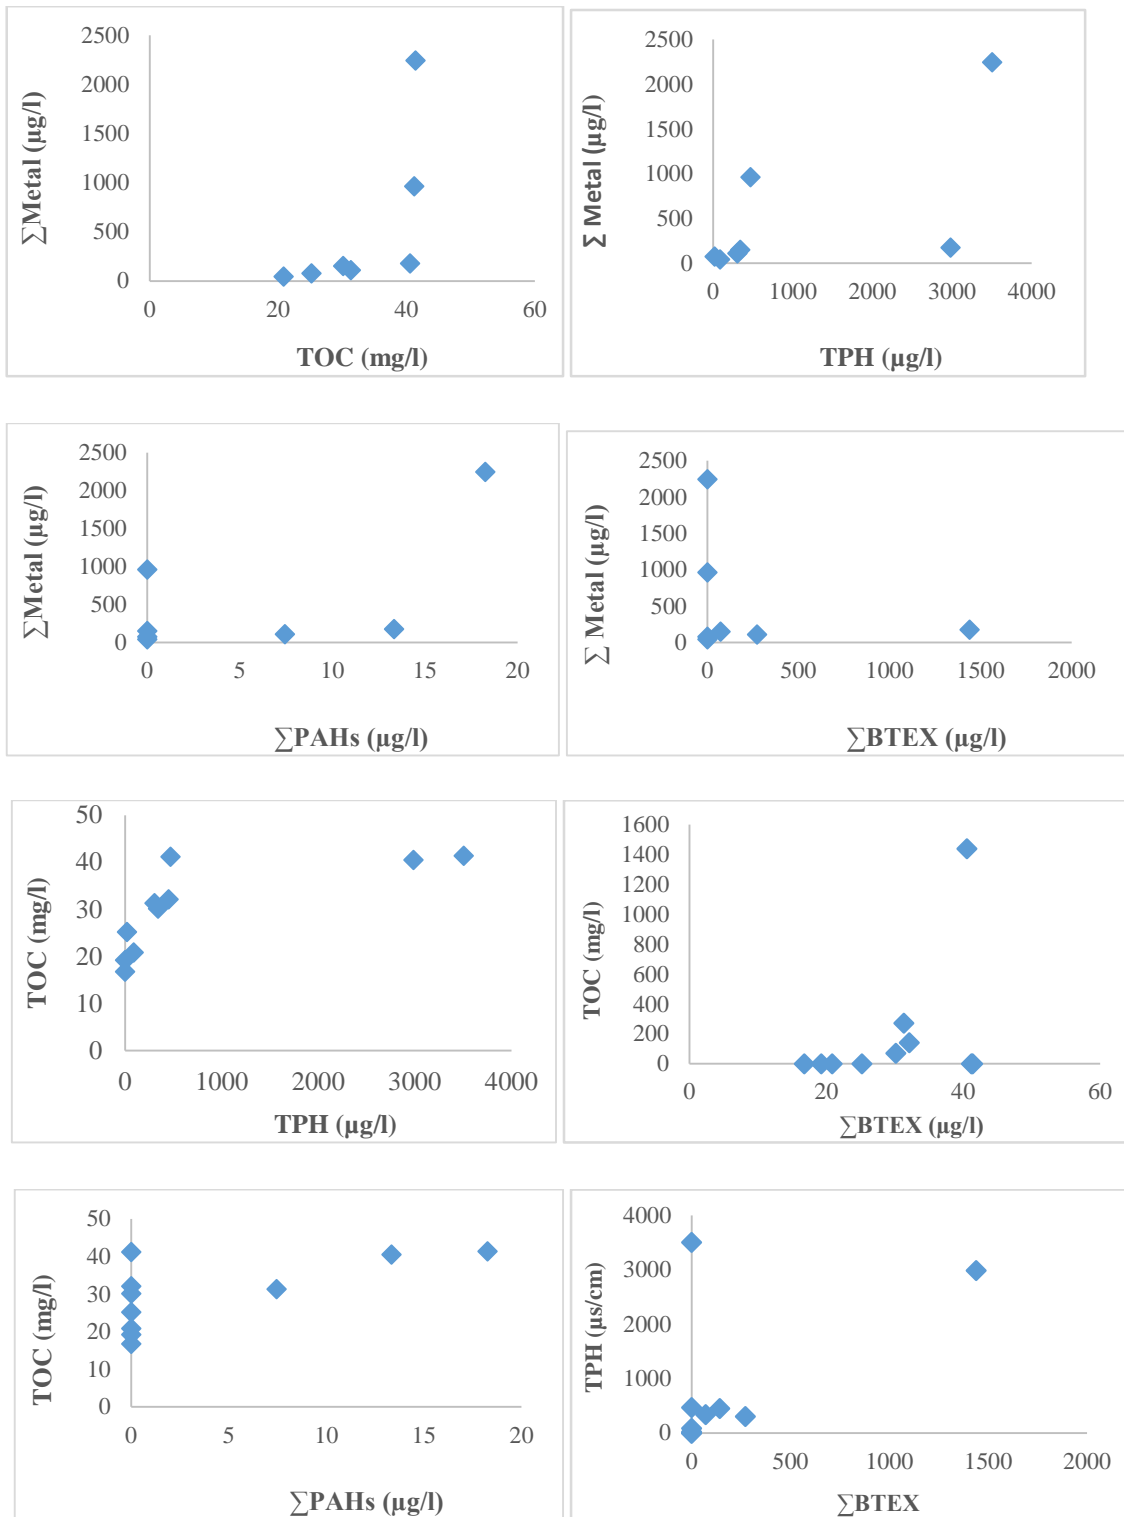 2500
2000
1500
1000
500
0
0 20 40 60
∑Metal (µg/l)
TOC (mg/l)
2500
2000
1500
1000
500
0
0 1000 2000 3000 4000
∑ Metal (µg/l)
TPH (µg/l)
2500
2000
1500
1000
500
0
0 5 10 15 20
∑Metal (µg/l)
∑PAHs (µg/l)
2500
2000
1500
1000
500
0
0 500 1000 1500 2000
∑ Metal (µg/l)
∑BTEX (µg/l)
50
40
30
20
10
0
0 1000 2000 3000 4000
TOC (mg/l)
TPH (µg/l)
1600
1400
1200
1000
800
600
400
200
0
0 20 40 60
TOC (mg/l)
∑BTEX (µg/l)
50
40
30
20
10
0
0 5 10 15 20
TOC (mg/l)
∑PAHs (µg/l)
4000
3000
2000
1000
0
0 500 1000 1500 2000
TPH (µs/cm)
∑BTEX